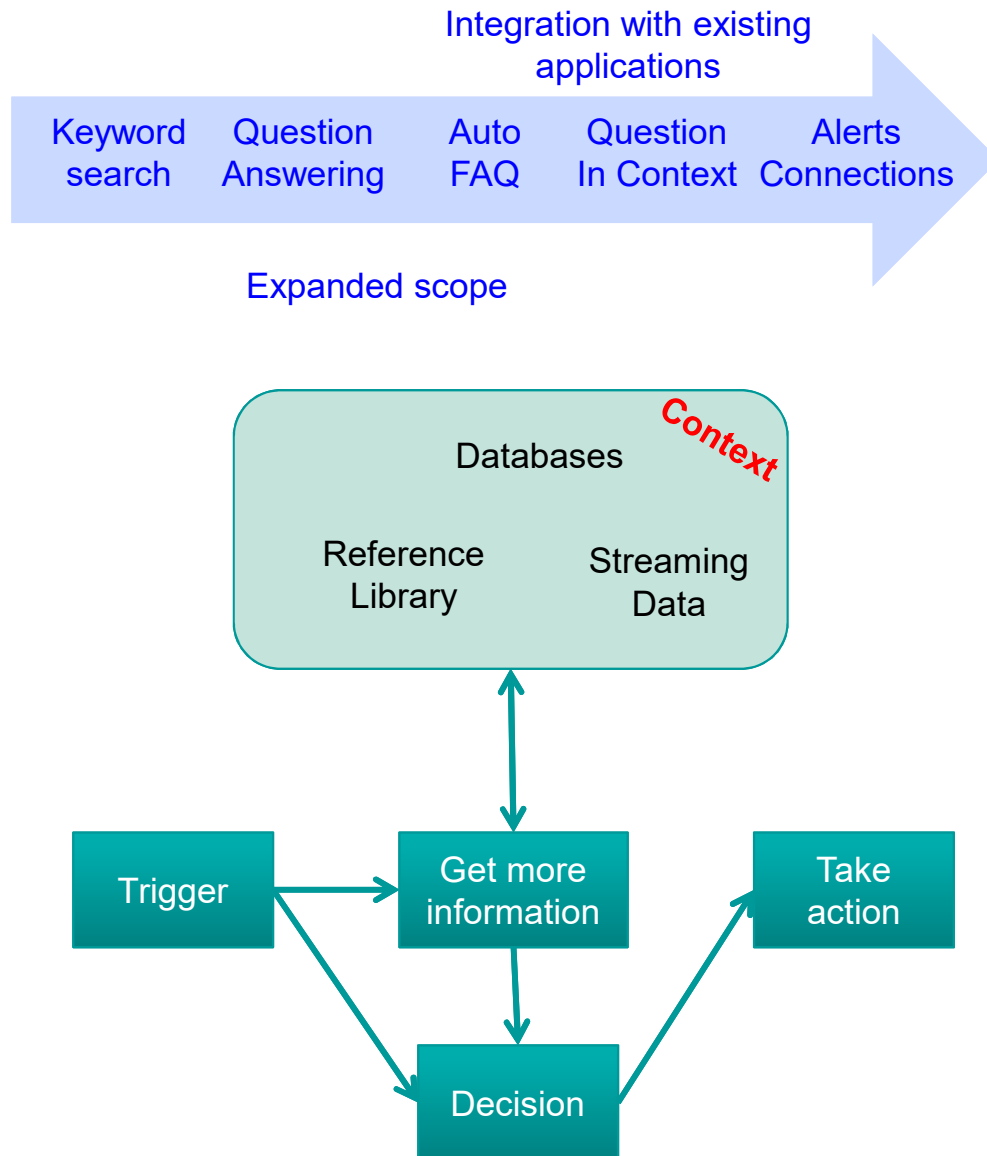 Integration with existing
applications
Keyword
search
Question
Answering
Auto
FAQ
Question
In Context
Alerts
Connections
Expanded scope
Context
Databases
Reference
Library
Streaming
Data
Trigger
Get more
information
Take
action
Decision